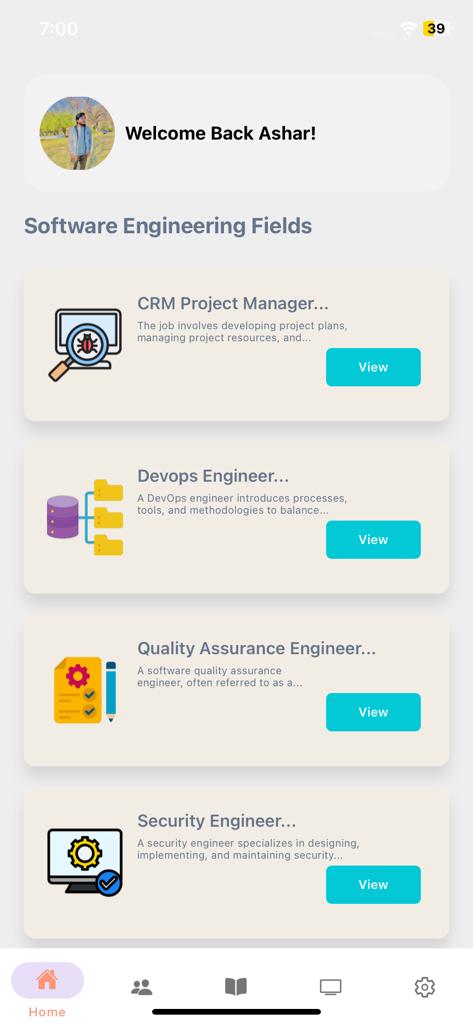 7:00
39
Welcome Back Ashar!
Software Engineering Fields
CRM Project Manager...
The job involves developing project plans,
managing project resources, and...
View
Devops Engineer...
A DevOps engineer introduces processes,
tools, and methodologies to balance...
View
Quality Assurance Engineer...
A software quality assurance
engineer, often referred to as a...
View
Security Engineer...
A security engineer specializes in designing,
implementing, and maintaining security...
View
Home